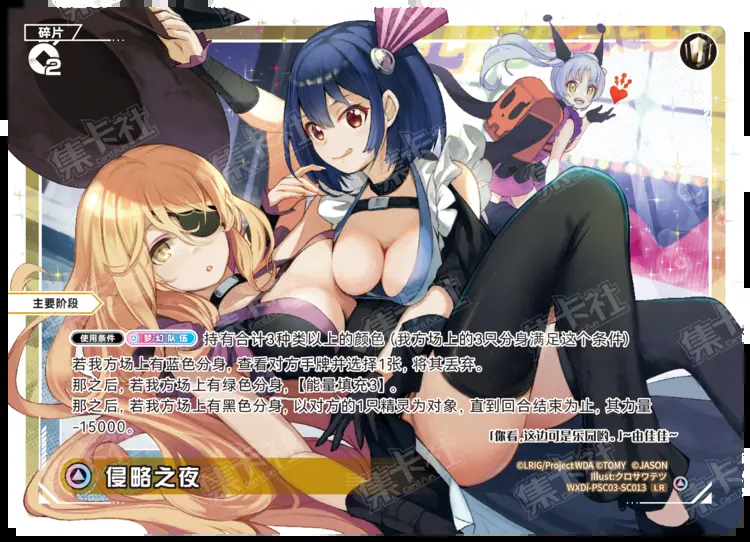 碎片
2
主要阶段
使用条件 梦幻队伍 持有合计3种类以上的颜色 (我方场上的3只分身满足这个条件)
若我方场上有蓝色分身, 查看对方手牌并选择1张, 将其丢弃。
那之后, 若我方场上有绿色分身, 【能量填充3】。
那之后, 若我方场上有黑色分身, 以对方的1只精灵为对象, 直到回合结束为止, 其力量
-15000。
「你看,这边可是乐园哟。」~由佳佳~
侵略之夜
©LRIG/ProjectWDA ©TOMY ©JASON
Illust:クロサワテツ
WXDi-PSC03-SC013 LR
集卡社